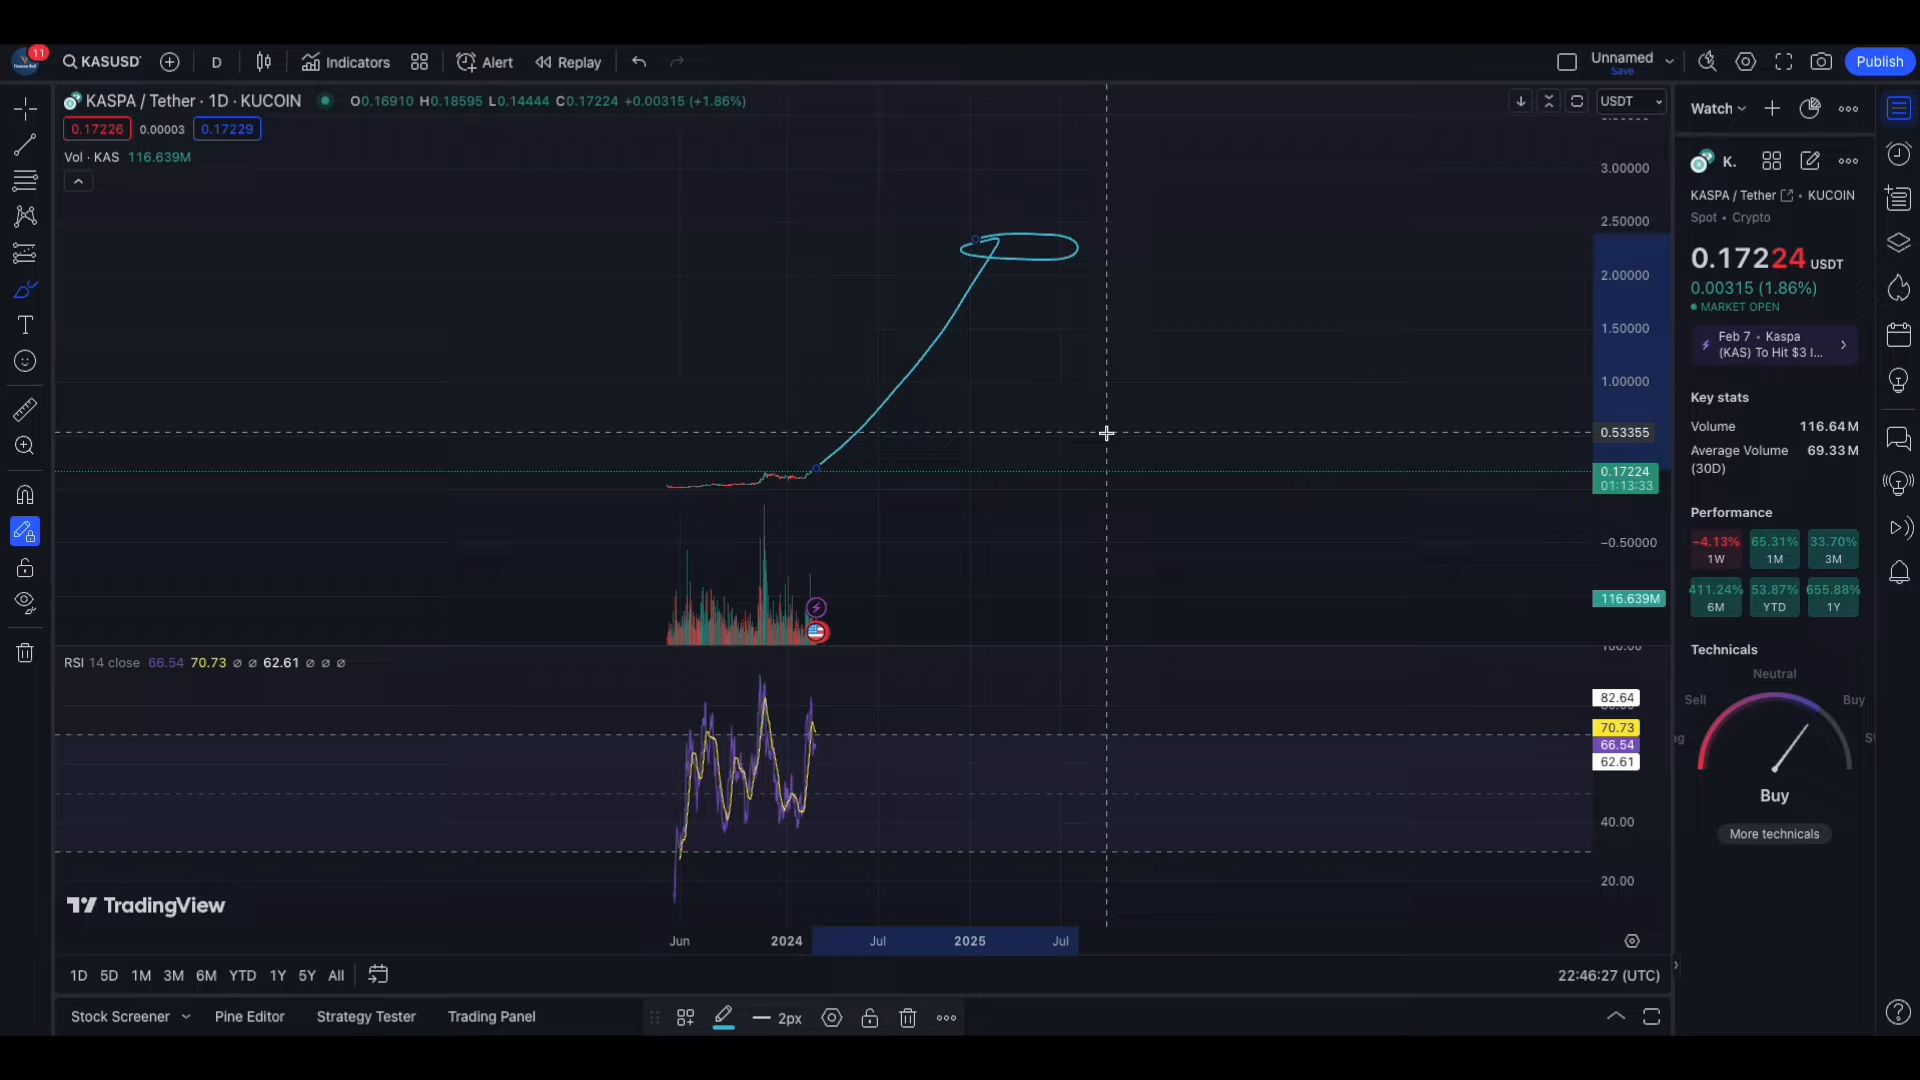 11
KASUSDT
D
Indicators
Alert
Replay
Unnamed
Save
Publish
KASPA / Tether · 1D · KUCOIN
O0.16910 H0.18595 L0.14444 C0.17224 +0.00315 (+1.86%)
USDT
0.17226 0.00003 0.17229
Vol · KAS 116.639M
3.00000
2.50000
2.00000
1.50000
1.00000
0.53355
0.17224
01:13:33
−0.50000
116.639M
RSI 14 close 66.54 70.73 ∅ ∅ 62.61 ∅ ∅ ∅
100.00
82.64
70.73
66.54
62.61
40.00
20.00
TradingView
Jun 2024 Jul 2025 Jul
1D 5D 1M 3M 6M YTD 1Y 5Y All
22:46:27 (UTC)
Stock Screener Pine Editor Strategy Tester Trading Panel
2px
Watch
K.
KASPA / Tether • KUCOIN
Spot • Crypto
0.17224 USDT
0.00315 (1.86%)
MARKET OPEN
Feb 7 • Kaspa
(KAS) To Hit $3 I...
Key stats
Volume 116.64M
Average Volume 69.33M
(30D)
Performance
−4.13% 65.31% 33.70%
1W 1M 3M
411.24% 53.87% 655.88%
6M YTD 1Y
Technicals
Neutral
Sell Buy
Buy
More technicals